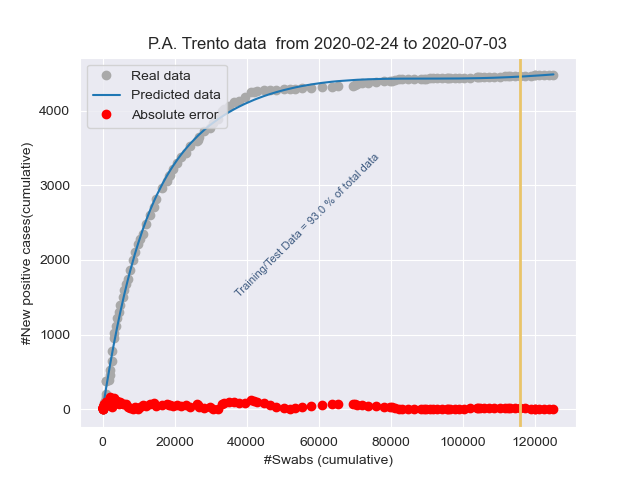 P.A. Trento data  from 2020-02-24 to 2020-07-03
Real data
Predicted data
Absolute error
4000
3000
2000
1000
0
#New positive cases(cumulative)
Training/Test Data = 93.0 % of total data
0
20000
40000
60000
80000
100000
120000
#Swabs (cumulative)